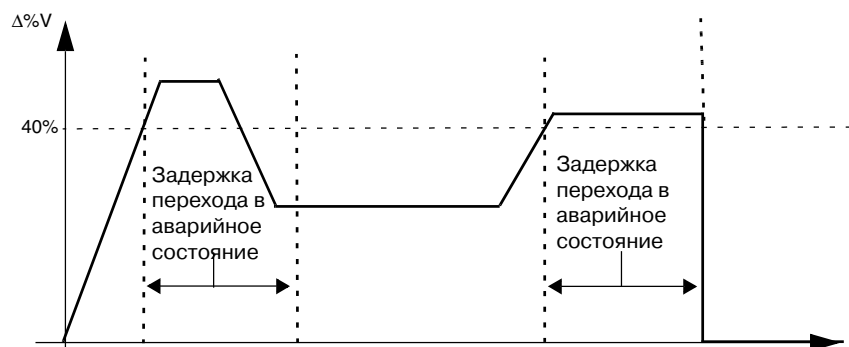 Δ%V
40%
Задержка
перехода в
аварийное
состояние
Задержка
перехода в
аварийное
состояние